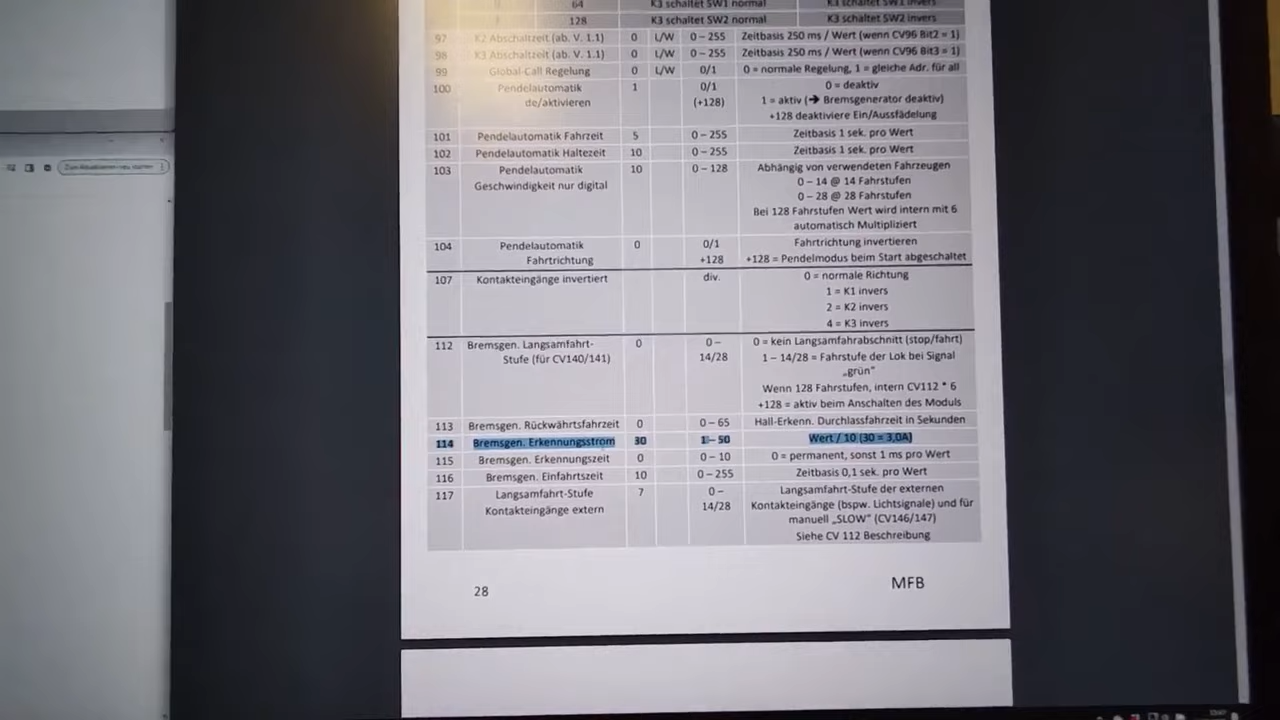 64 K3 schaltet SW1 normal K3 schaltet SW1 invers
128 K3 schaltet SW2 normal K3 schaltet SW2 invers
97 K2 Abschaltzeit (ab. V. 1.1) 0 L/W 0 – 255 Zeitbasis 250 ms / Wert (wenn CV96 Bit2 = 1)
98 K3 Abschaltzeit (ab. V. 1.1) 0 L/W 0 – 255 Zeitbasis 250 ms / Wert (wenn CV96 Bit3 = 1)
99 Global-Call Regelung 0 L/W 0/1 0 = normale Regelung, 1 = gleiche Adr. für all
100 Pendelautomatik 1 0/1 0 = deaktiv
de/aktivieren (+128) 1 = aktiv (➔ Bremsgenerator deaktiv)
+128 deaktiviere Ein/Aussfädelung
101 Pendelautomatik Fahrzeit 5 0 – 255 Zeitbasis 1 sek. pro Wert
102 Pendelautomatik Haltezeit 10 0 – 255 Zeitbasis 1 sek. pro Wert
103 Pendelautomatik 10 0 – 128 Abhängig von verwendeten Fahrzeugen
Geschwindigkeit nur digital 0 – 14 @ 14 Fahrstufen
0 – 28 @ 28 Fahrstufen
Bei 128 Fahrstufen Wert wird intern mit 6
automatisch Multipliziert
104 Pendelautomatik 0 0/1 Fahrtrichtung invertieren
Fahrtrichtung +128 +128 = Pendelmodus beim Start abgeschaltet
107 Kontakteingänge invertiert div. 0 = normale Richtung
1 = K1 invers
2 = K2 invers
4 = K3 invers
112 Bremsgen. Langsamfahrt- 0 0 – 0 = kein Langsamfahrabschnitt (stop/fahrt)
Stufe (für CV140/141) 14/28 1 – 14/28 = Fahrstufe der Lok bei Signal
„grün"
Wenn 128 Fahrstufen, intern CV112 * 6
+128 = aktiv beim Anschalten des Moduls
113 Bremsgen. Rückwährtsfahrzeit 0 0 – 65 Hall-Erkenn. Durchlassfahrzeit in Sekunden
114 Bremsgen. Erkennungsstrom 30 1 – 50 Wert / 10 (30 = 3,0A)
115 Bremsgen. Erkennungszeit 0 0 – 10 0 = permanent, sonst 1 ms pro Wert
116 Bremsgen. Einfahrtszeit 10 0 – 255 Zeitbasis 0,1 sek. pro Wert
117 Langsamfahrt-Stufe 7 0 – Langsamfahrt-Stufe der externen
Kontakteingänge extern 14/28 Kontakteingänge (bspw. Lichtsignale) und für
manuell „SLOW" (CV146/147)
Siehe CV 112 Beschreibung
28 MFB